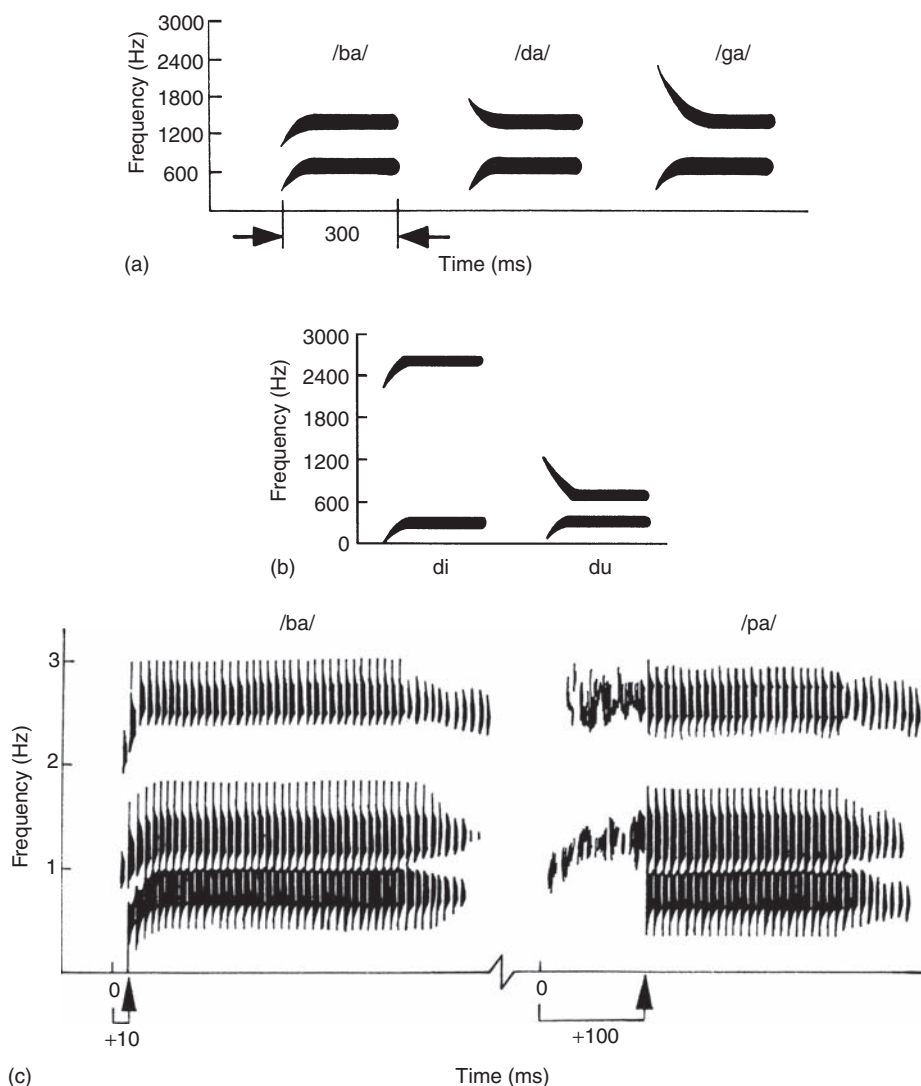 /ba/ /da/ /ga/
Frequency (Hz)
3000
2400
1800
1200
600
300
(a) Time (ms)
Frequency (Hz)
3000
2400
1800
1200
600
0
(b) di du
/ba/ /pa/
Frequency (Hz)
3
2
1
0 0
+10 +100
(c) Time (ms)